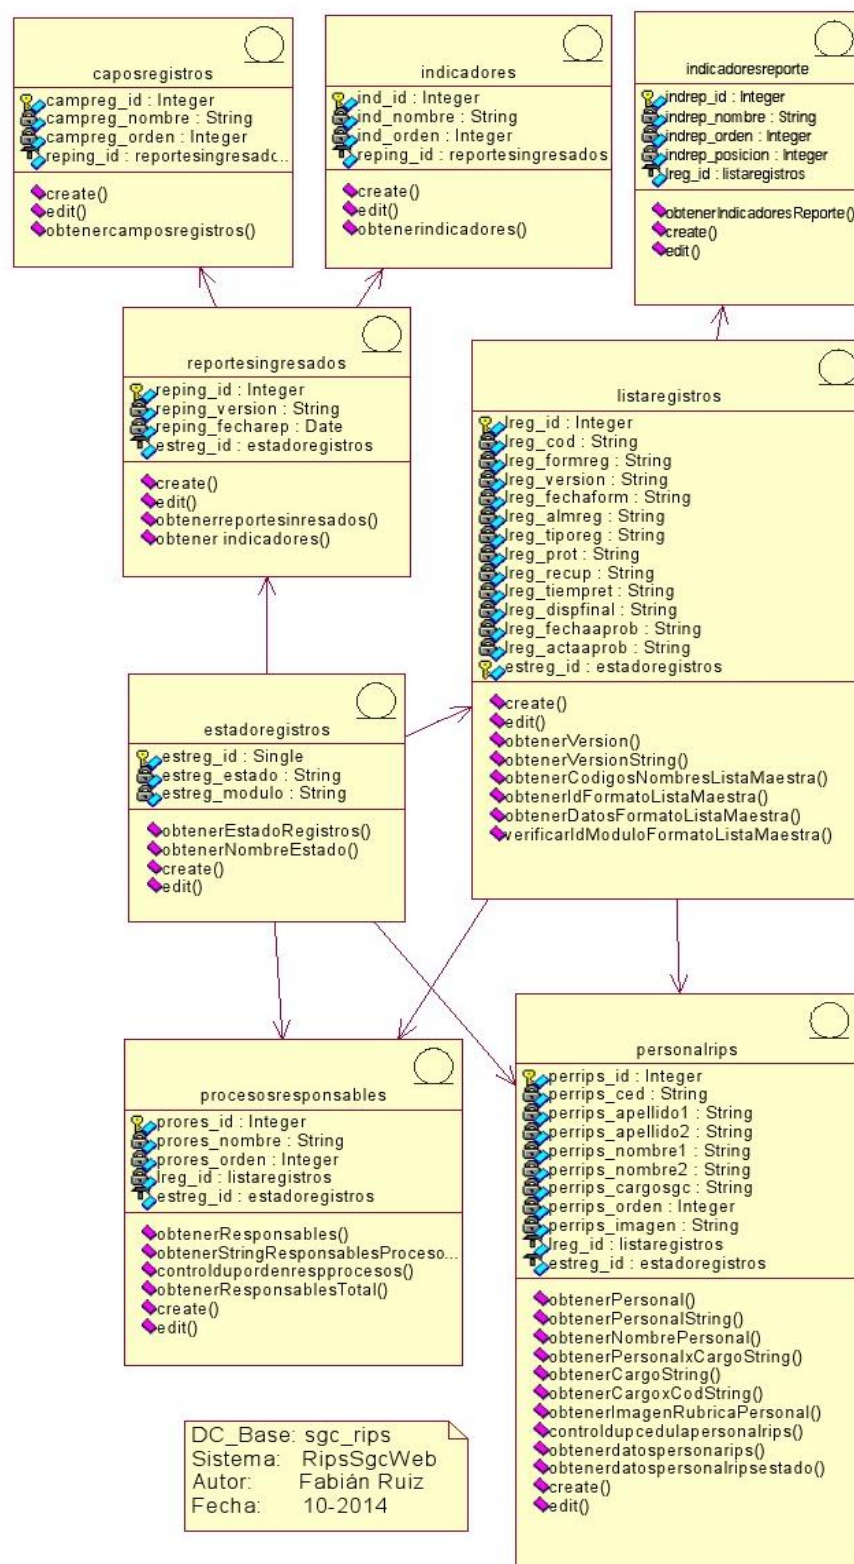 caposregistros
campreg_id : Integer
campreg_nombre : String
campreg_orden : Integer
reping_id : reportesingresadc...
create()
edit()
obtenercamposregistros()
indicadores
ind_id : Integer
ind_nombre : String
ind_orden : Integer
reping_id : reportesingresados
create()
edit()
obtenerindicadores()
indicadoresreporte
indrep_id : Integer
indrep_nombre : String
indrep_orden : Integer
indrep_posicion : Integer
lreg_id : listaregistros
obtenerIndicadoresReporte()
create()
edit()
reportesingresados
reping_id : Integer
reping_version : String
reping_fecharep : Date
estreg_id : estadoregistros
create()
edit()
obtenerreportesinresados()
obtener indicadores()
listaregistros
lreg_id : Integer
lreg_cod : String
lreg_formreg : String
lreg_version : String
lreg_fechaform : String
lreg_almreg : String
lreg_tiporeg : String
lreg_prot : String
lreg_recup : String
lreg_tiempret : String
lreg_dispfinal : String
lreg_fechaaprob : String
lreg_actaaprob : String
estreg_id : estadoregistros
create()
edit()
obtenerVersion()
obtenerVersionString()
obtenerCodigosNombresListaMaestra()
obtenerIdFormatoListaMaestra()
obtenerDatosFormatoListaMaestra()
verificarIdModuloFormatoListaMaestra()
estadoregistros
estreg_id : Single
estreg_estado : String
estreg_modulo : String
obtenerEstadoRegistros()
obtenerNombreEstado()
create()
edit()
procesosresponsables
prores_id : Integer
prores_nombre : String
prores_orden : Integer
lreg_id : listaregistros
estreg_id : estadoregistros
obtenerResponsables()
obtenerStringResponsablesProceso...
controldupordenrespprocesos()
obtenerResponsablesTotal()
create()
edit()
personalrips
perrips_id : Integer
perrips_ced : String
perrips_apellido1 : String
perrips_apellido2 : String
perrips_nombre1 : String
perrips_nombre2 : String
perrips_cargosgc : String
perrips_orden : Integer
perrips_imagen : String
lreg_id : listaregistros
estreg_id : estadoregistros
obtenerPersonal()
obtenerPersonalString()
obtenerNombrePersonal()
obtenerPersonalxCargoString()
obtenerCargoString()
obtenerCargoxCodString()
obtenerImagenRubricaPersonal()
controldupcedulapersonalrips()
obtenerdatospersonarips()
obtenerdatospersonalripsestado()
create()
edit()
DC_Base: sgc_rips
Sistema: RipsSgcWeb
Autor: Fabián Ruiz
Fecha: 10-2014